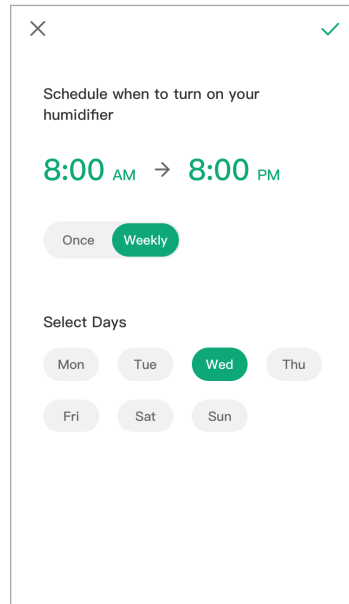 Schedule when to turn on your
humidifier
8:00 AM → 8:00 PM
Once Weekly
Select Days
Mon Tue Wed Thu
Fri Sat Sun